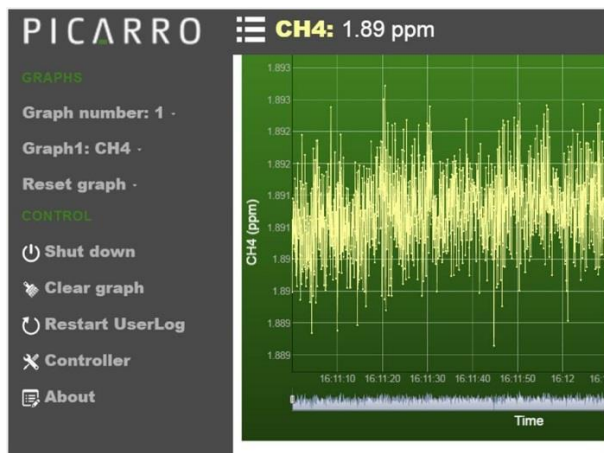 PICARRO
CH4: 1.89 ppm
GRAPHS
Graph number: 1 -
Graph1: CH4 -
Reset graph -
CONTROL
Shut down
Clear graph
Restart UserLog
Controller
About
CH4 (ppm)
1.893
1.893
1.892
1.892
1.891
1.891
1.89
1.89
1.889
1.889
16:11:10 16:11:20 16:11:30 16:11:40 16:11:50 16:12 16:
Time